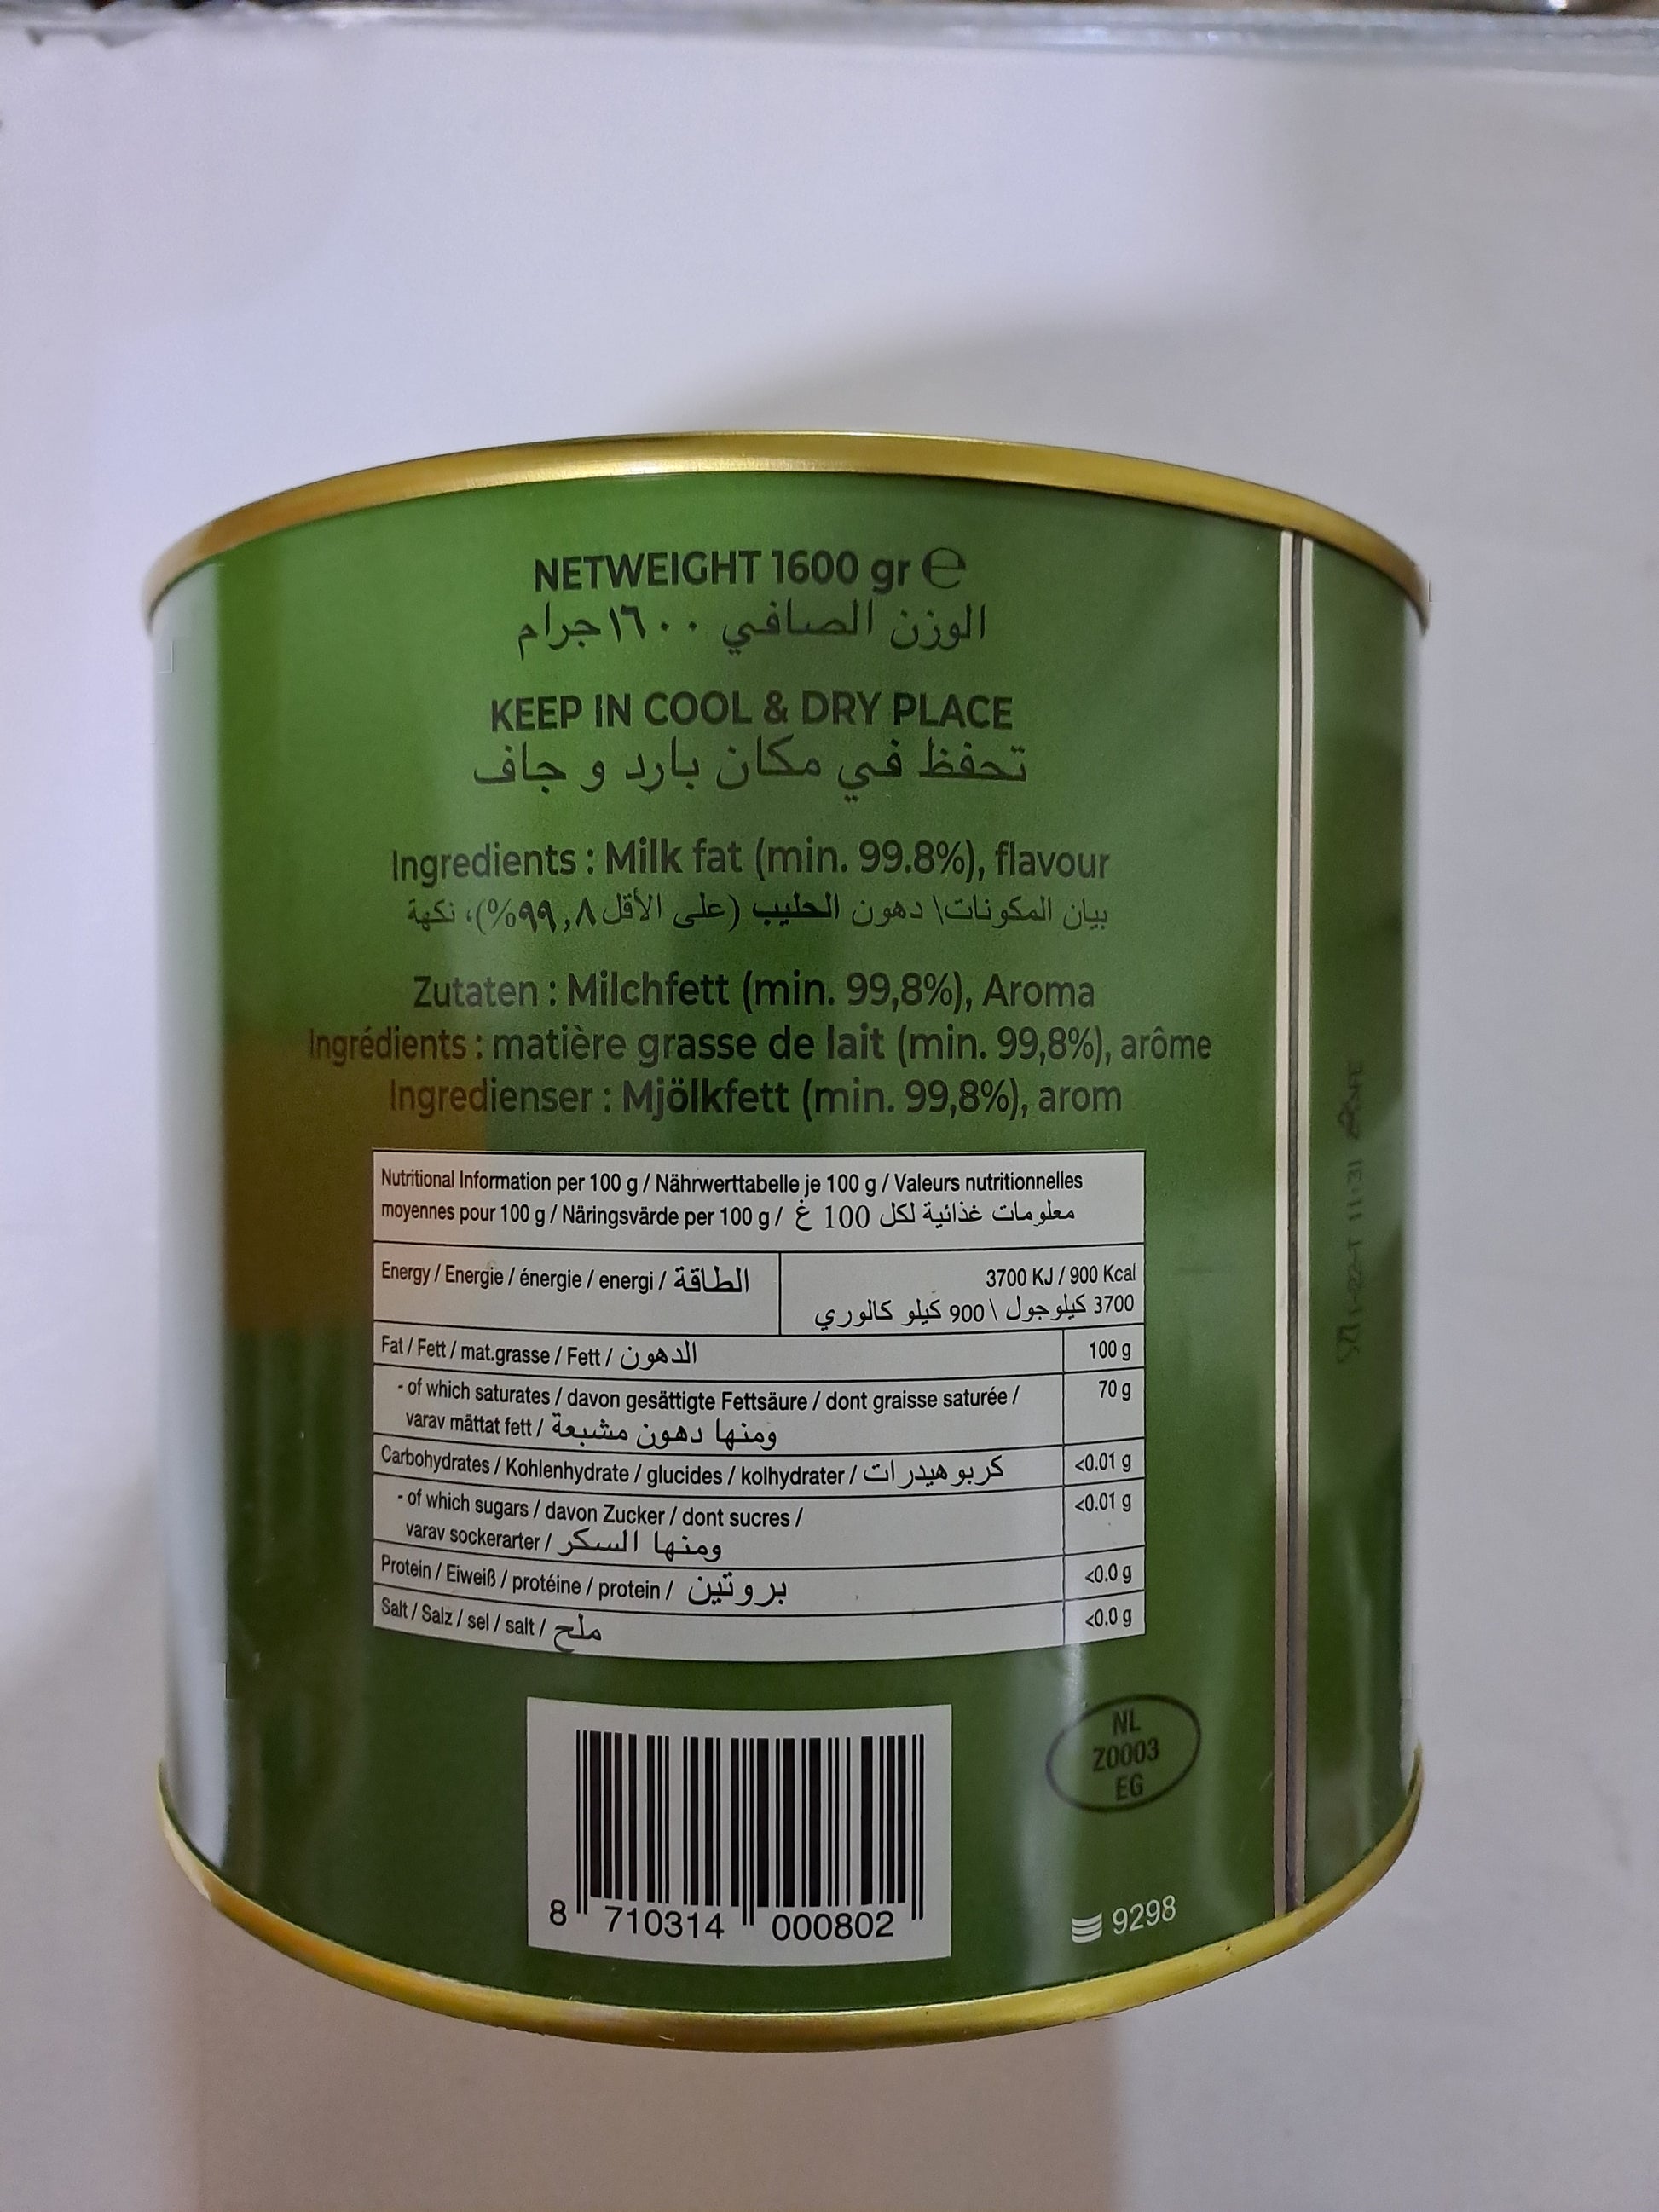 NETWEIGHT 1600 gr ℮
الوزن الصافي ١٦٠٠ جرام
KEEP IN COOL & DRY PLACE
تحفظ في مكان بارد و جاف
Ingredients : Milk fat (min. 99.8%), flavour
بيان المكونات\ دهون الحليب (على الأقل ٩٩,٨%)، نكهة
Zutaten : Milchfett (min. 99,8%), Aroma
Ingrédients : matière grasse de lait (min. 99,8%), arôme
Ingredienser : Mjölkfett (min. 99,8%), arom
Nutritional Information per 100 g / Nährwerttabelle je 100 g / Valeurs nutritionnelles
moyennes pour 100 g / Näringsvärde per 100 g / معلومات غذائية لكل 100 غ
Energy / Energie / énergie / energi / الطاقة
3700 KJ / 900 Kcal
3700 كيلوجول \ 900 كيلو كالوري
Fat / Fett / mat.grasse / Fett / الدهون 100 g
- of which saturates / davon gesättigte Fettsäure / dont graisse saturée / 70 g
varav mättat fett / ومنها دهون مشبعة
Carbohydrates / Kohlenhydrate / glucides / kolhydrater / كربو هيدرات <0.01 g
- of which sugars / davon Zucker / dont sucres / <0.01 g
varav sockerarter / ومنها السكر
Protein / Eiweiß / protéine / protein / بروتين <0.0 g
Salt / Salz / sel / salt / ملح <0.0 g
NL
Z0003
EG
8 710314 000802
9298